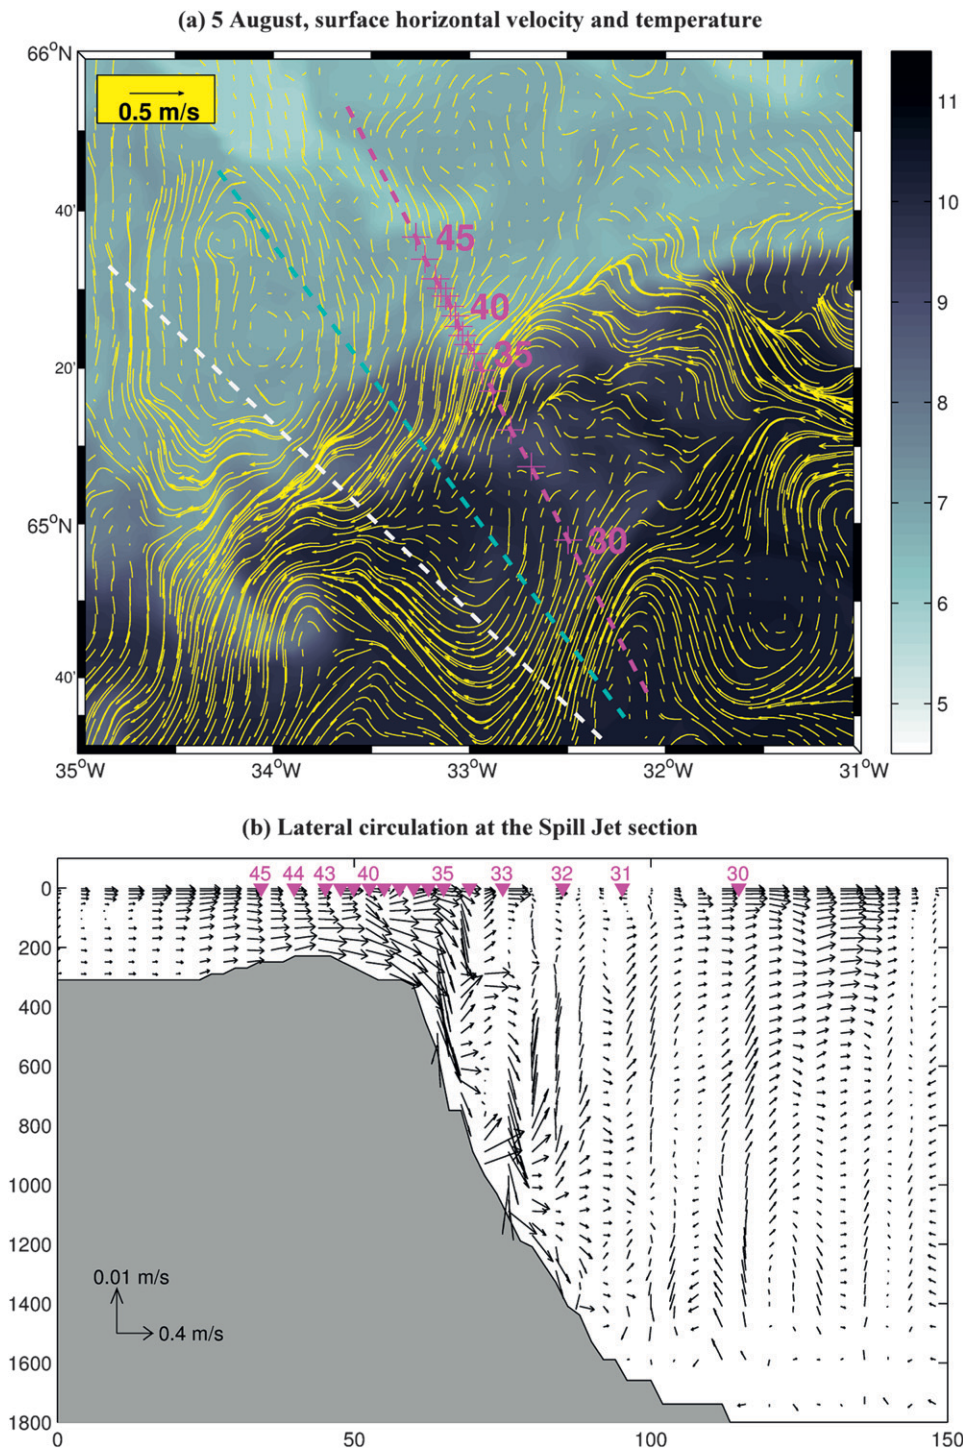 (a) 5 August, surface horizontal velocity and temperature
66°N
0.5 m/s
11
40'
45
10
40
9
20'
35
8
7
65°N
30
6
40'
5
35°W 34°W 33°W 32°W 31°W
(b) Lateral circulation at the Spill Jet section
45 44 43 40 35 33 32 31 30
0
200
400
600
800
1000
1200
0.01 m/s
0.4 m/s
1400
1600
1800
0 50 100 150